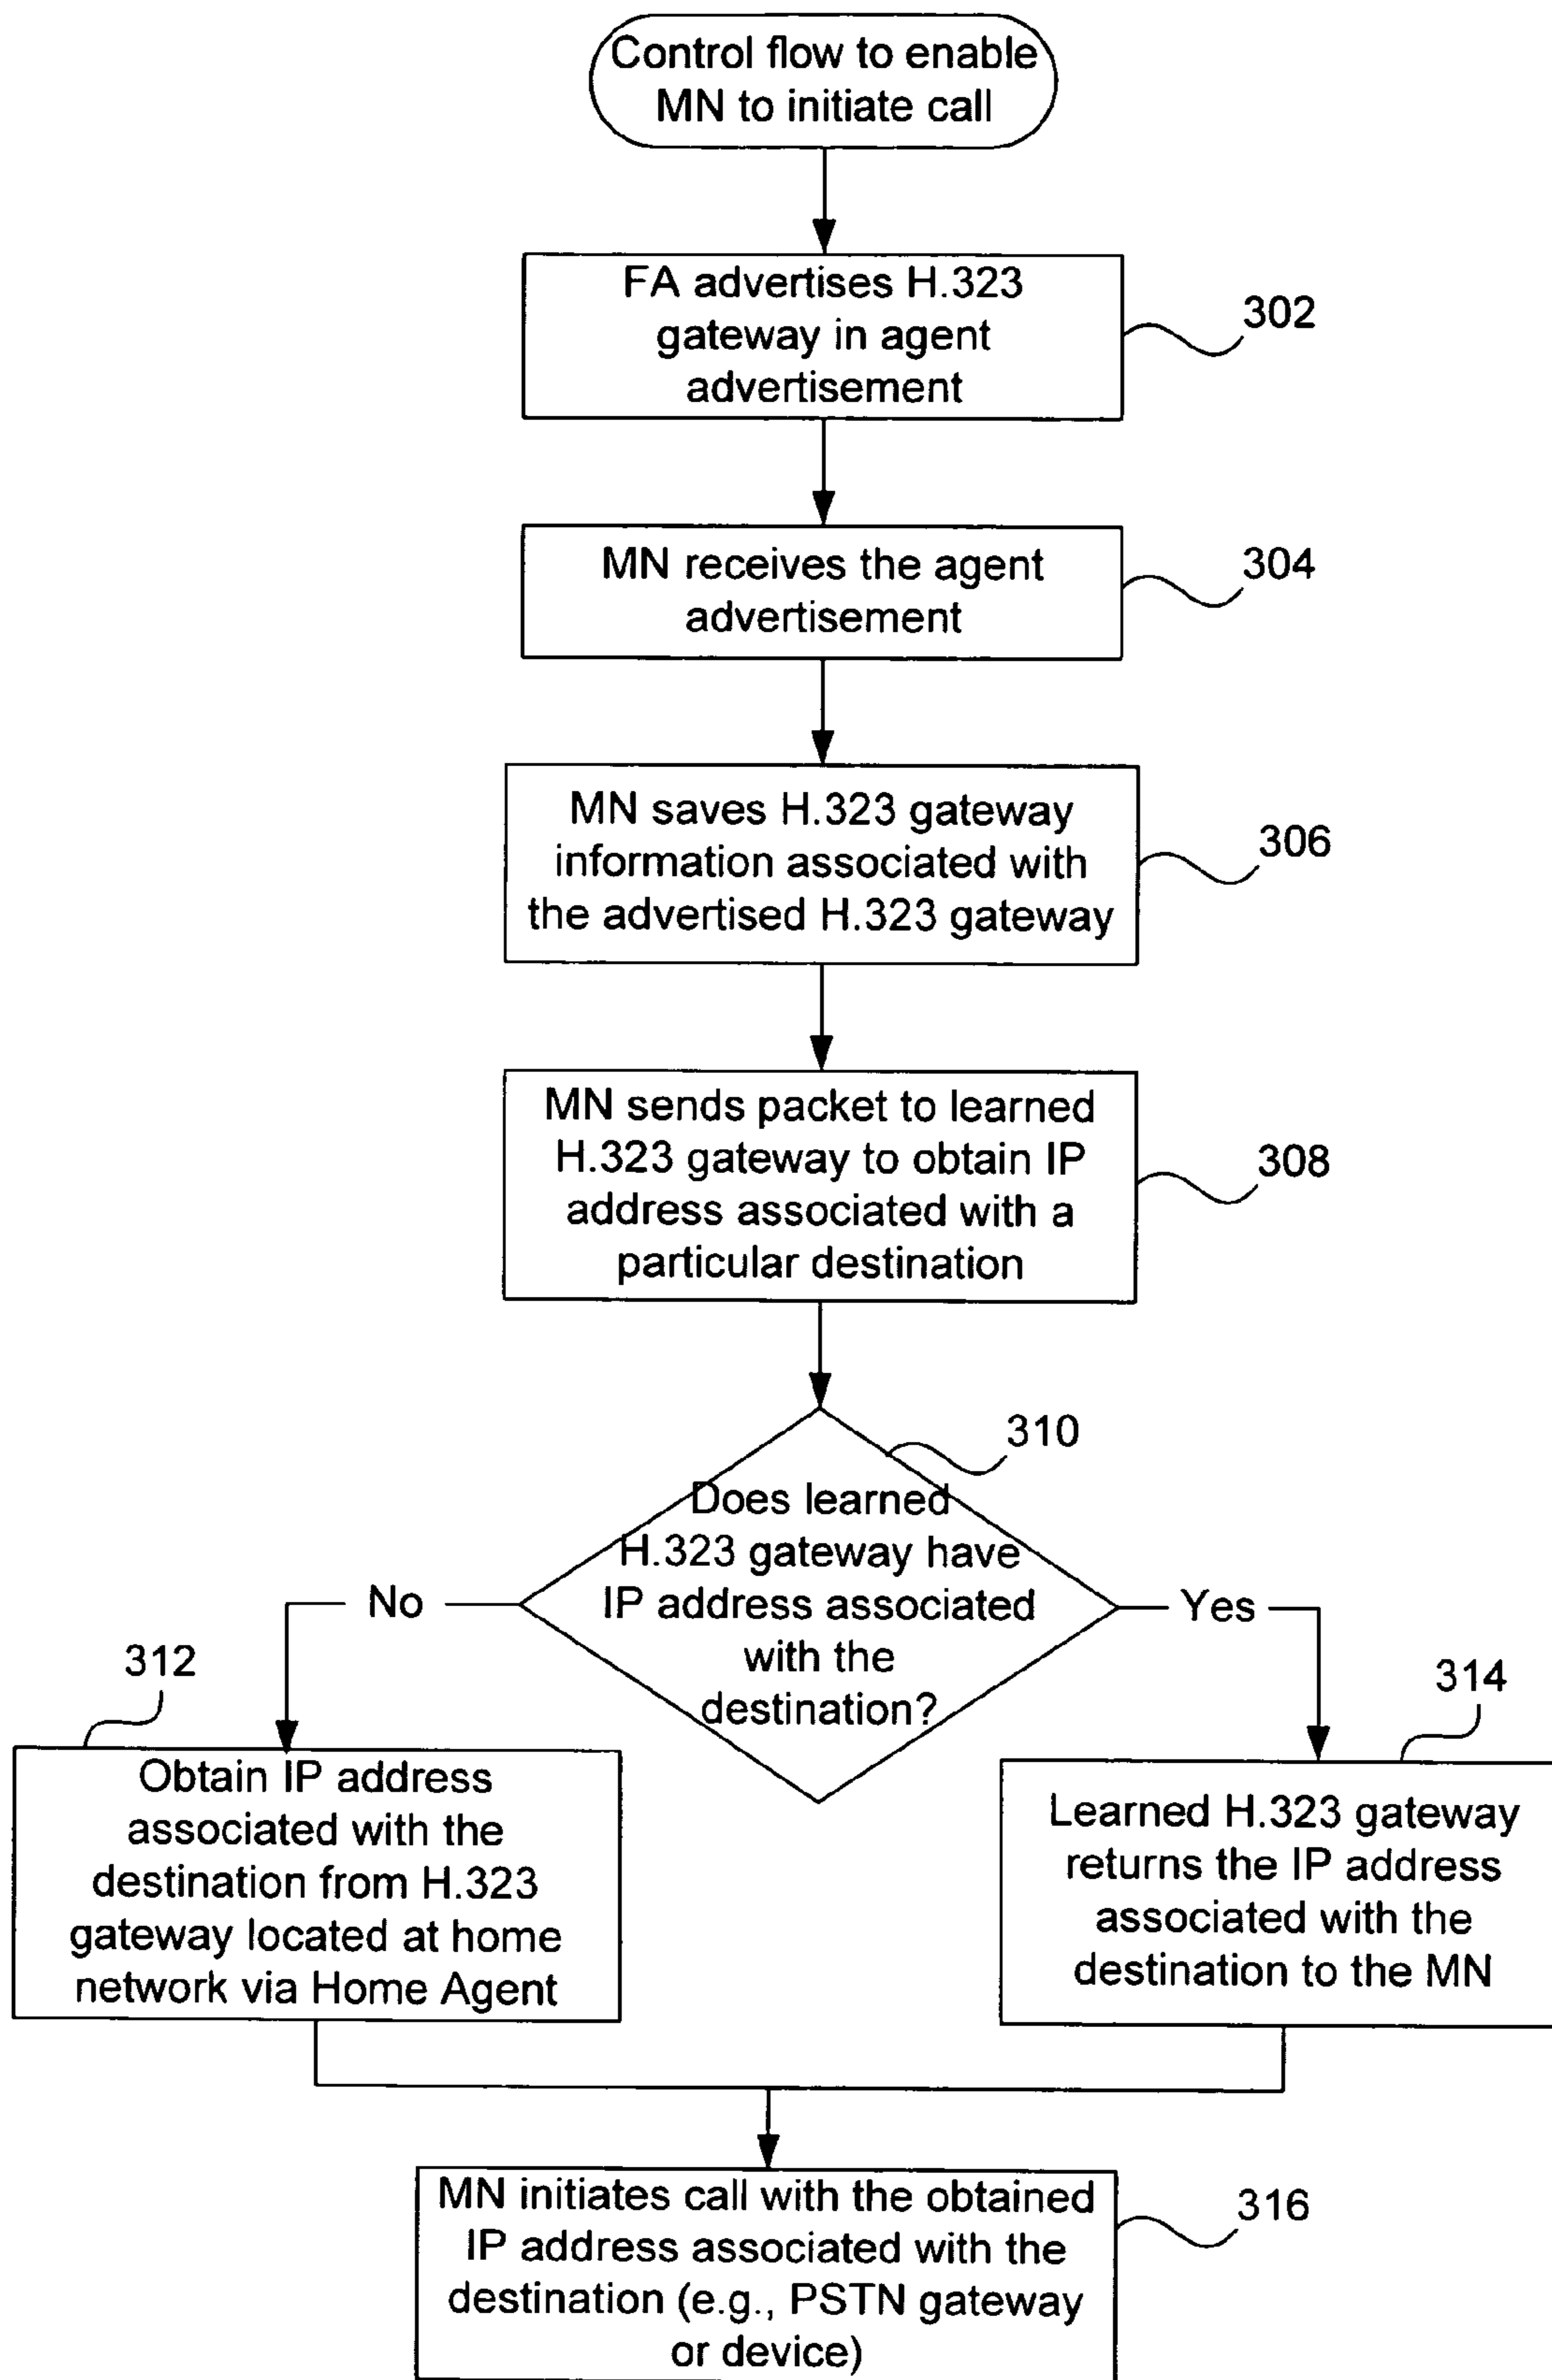 Control flow to enable
MN to initiate call
FA advertises H.323
gateway in agent
advertisement
302
MN receives the agent
advertisement
304
MN saves H.323 gateway
information associated with
the advertised H.323 gateway
306
MN sends packet to learned
H.323 gateway to obtain IP
address associated with a
particular destination
308
310
Does learned
H.323 gateway have
IP address associated
with the
destination?
No
Yes
312
Obtain IP address
associated with the
destination from H.323
gateway located at home
network via Home Agent
314
Learned H.323 gateway
returns the IP address
associated with the
destination to the MN
MN initiates call with the obtained
IP address associated with the
destination (e.g., PSTN gateway
or device)
316